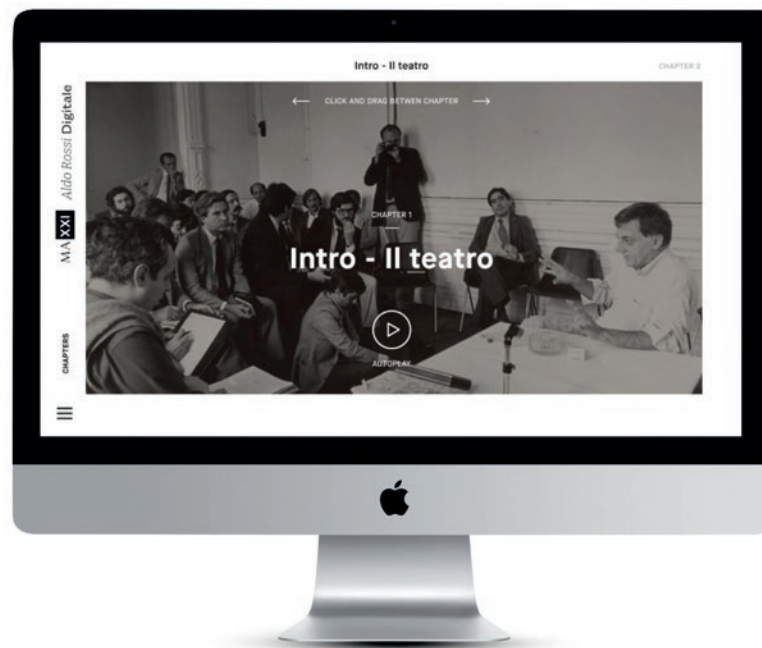 Intro - Il teatro
CHAPTER 2
← CLICK AND DRAG BETWEN CHAPTER →
CHAPTER 1
Intro - Il teatro
AUTOPLAY
MAXXI Aldo Rossi Digitale
CHAPTERS